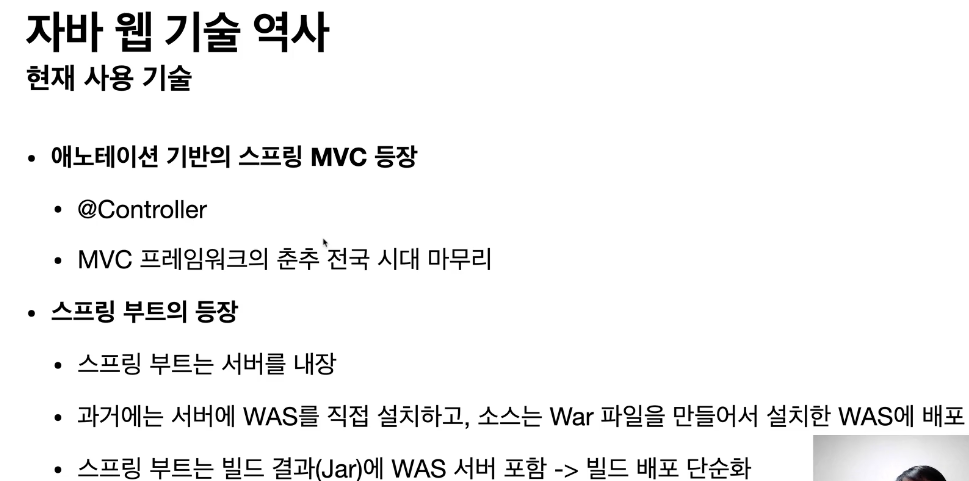 자바 웹 기술 역사
현재 사용 기술
• 애노테이션 기반의 스프링 MVC 등장
• @Controller
• MVC 프레임워크의 춘추 전국 시대 마무리
• 스프링 부트의 등장
• 스프링 부트는 서버를 내장
• 과거에는 서버에 WAS를 직접 설치하고, 소스는 War 파일을 만들어서 설치한 WAS에 배포
• 스프링 부트는 빌드 결과(Jar)에 WAS 서버 포함 -> 빌드 배포 단순화